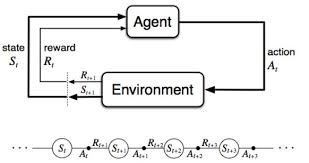 Agent
state
reward
action
S_t
R_t
A_t
R_{t+1}
S_{t+1}
Environment
... S_t R_{t+1} S_{t+1} R_{t+2} S_{t+2} R_{t+3} S_{t+3} ...
A_t A_{t+1} A_{t+2} A_{t+3}